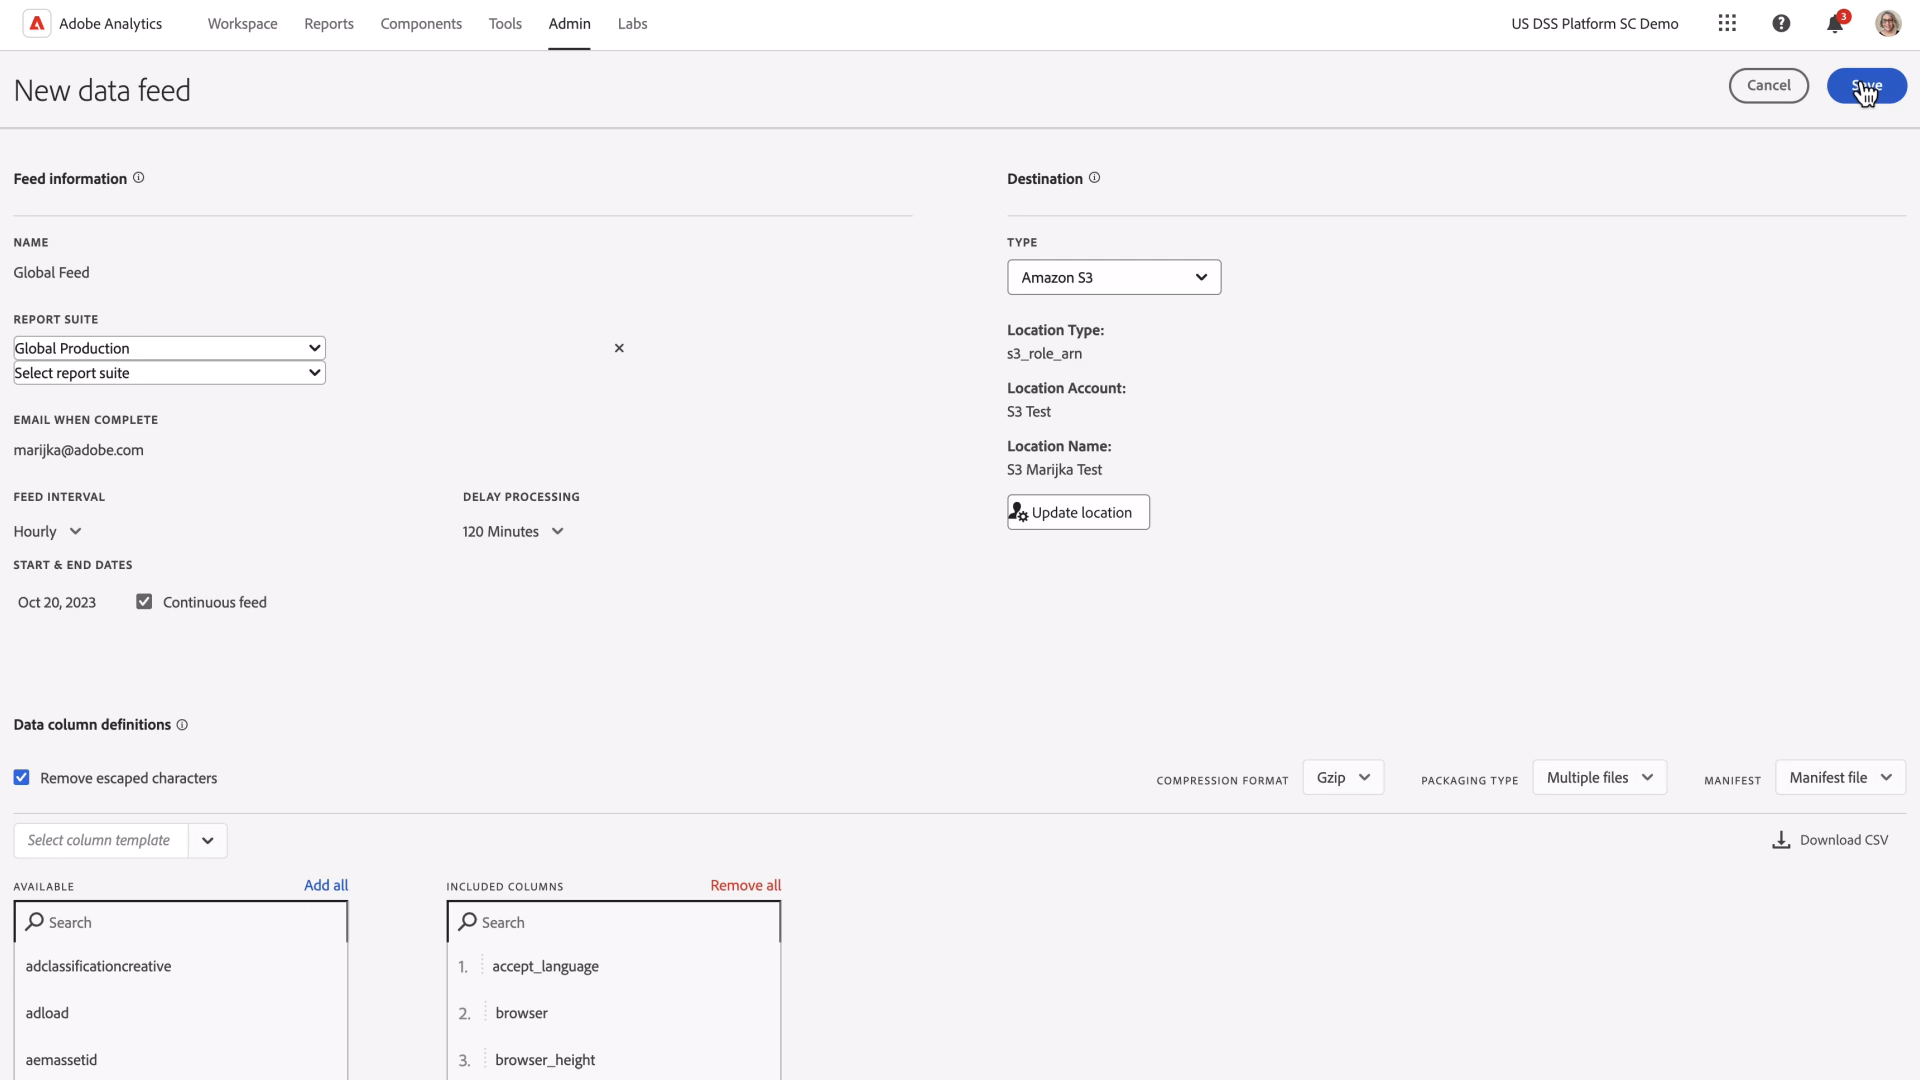 Adobe Analytics
Workspace
Reports
Components
Tools
Admin
Labs
US DSS Platform SC Demo
3
New data feed
Cancel
Save
Feed information
Destination
NAME
Global Feed
REPORT SUITE
Global Production
Select report suite
EMAIL WHEN COMPLETE
marijka@adobe.com
FEED INTERVAL
DELAY PROCESSING
Hourly
120 Minutes
START & END DATES
Oct 20, 2023
Continuous feed
TYPE
Amazon S3
Location Type:
s3_role_arn
Location Account:
S3 Test
Location Name:
S3 Marijka Test
Update location
Data column definitions
Remove escaped characters
COMPRESSION FORMAT
Gzip
PACKAGING TYPE
Multiple files
MANIFEST
Manifest file
Select column template
Download CSV
AVAILABLE
Add all
Search
adclassificationcreative
adload
aemassetid
INCLUDED COLUMNS
Remove all
Search
1. accept_language
2. browser
3. browser_height